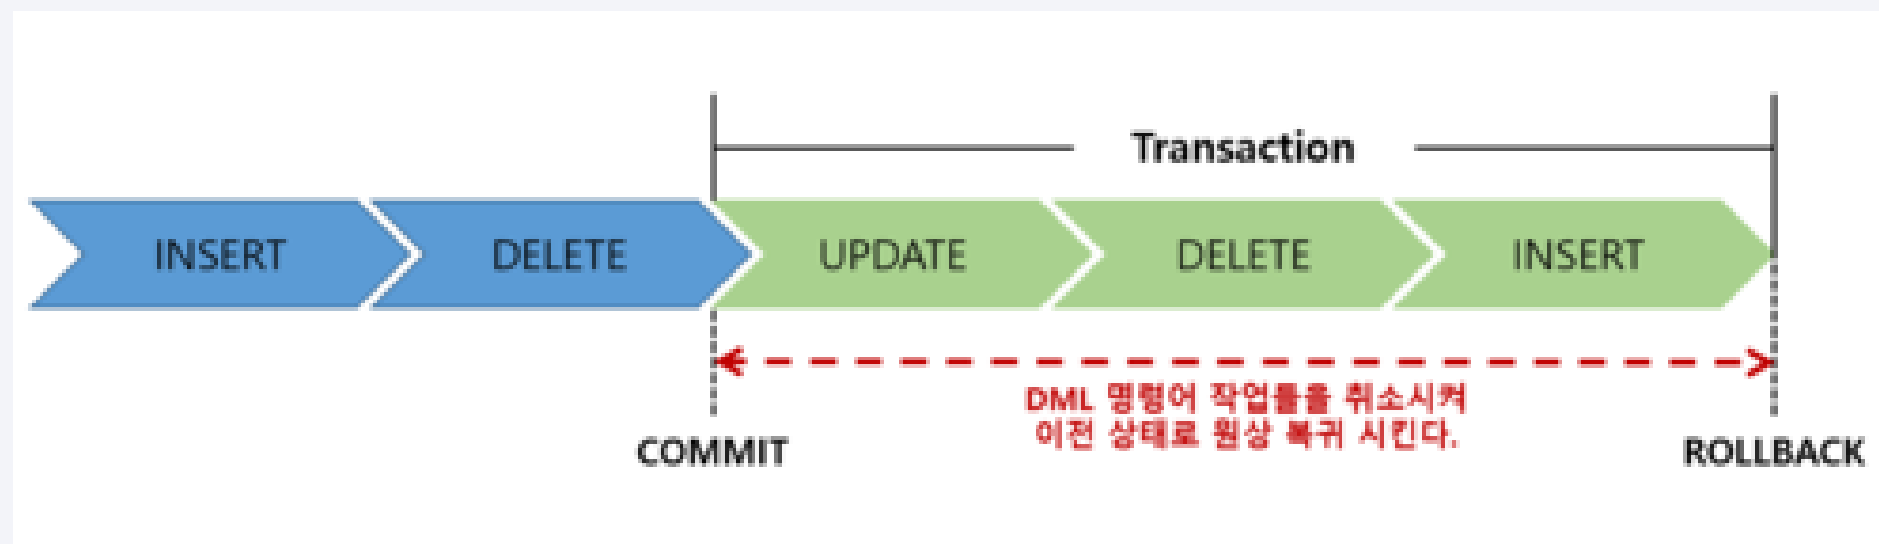 Transaction
INSERT
DELETE
UPDATE
DELETE
INSERT
DML 명령어 작업들을 취소시켜
이전 상태로 원상 복귀 시킨다.
COMMIT
ROLLBACK